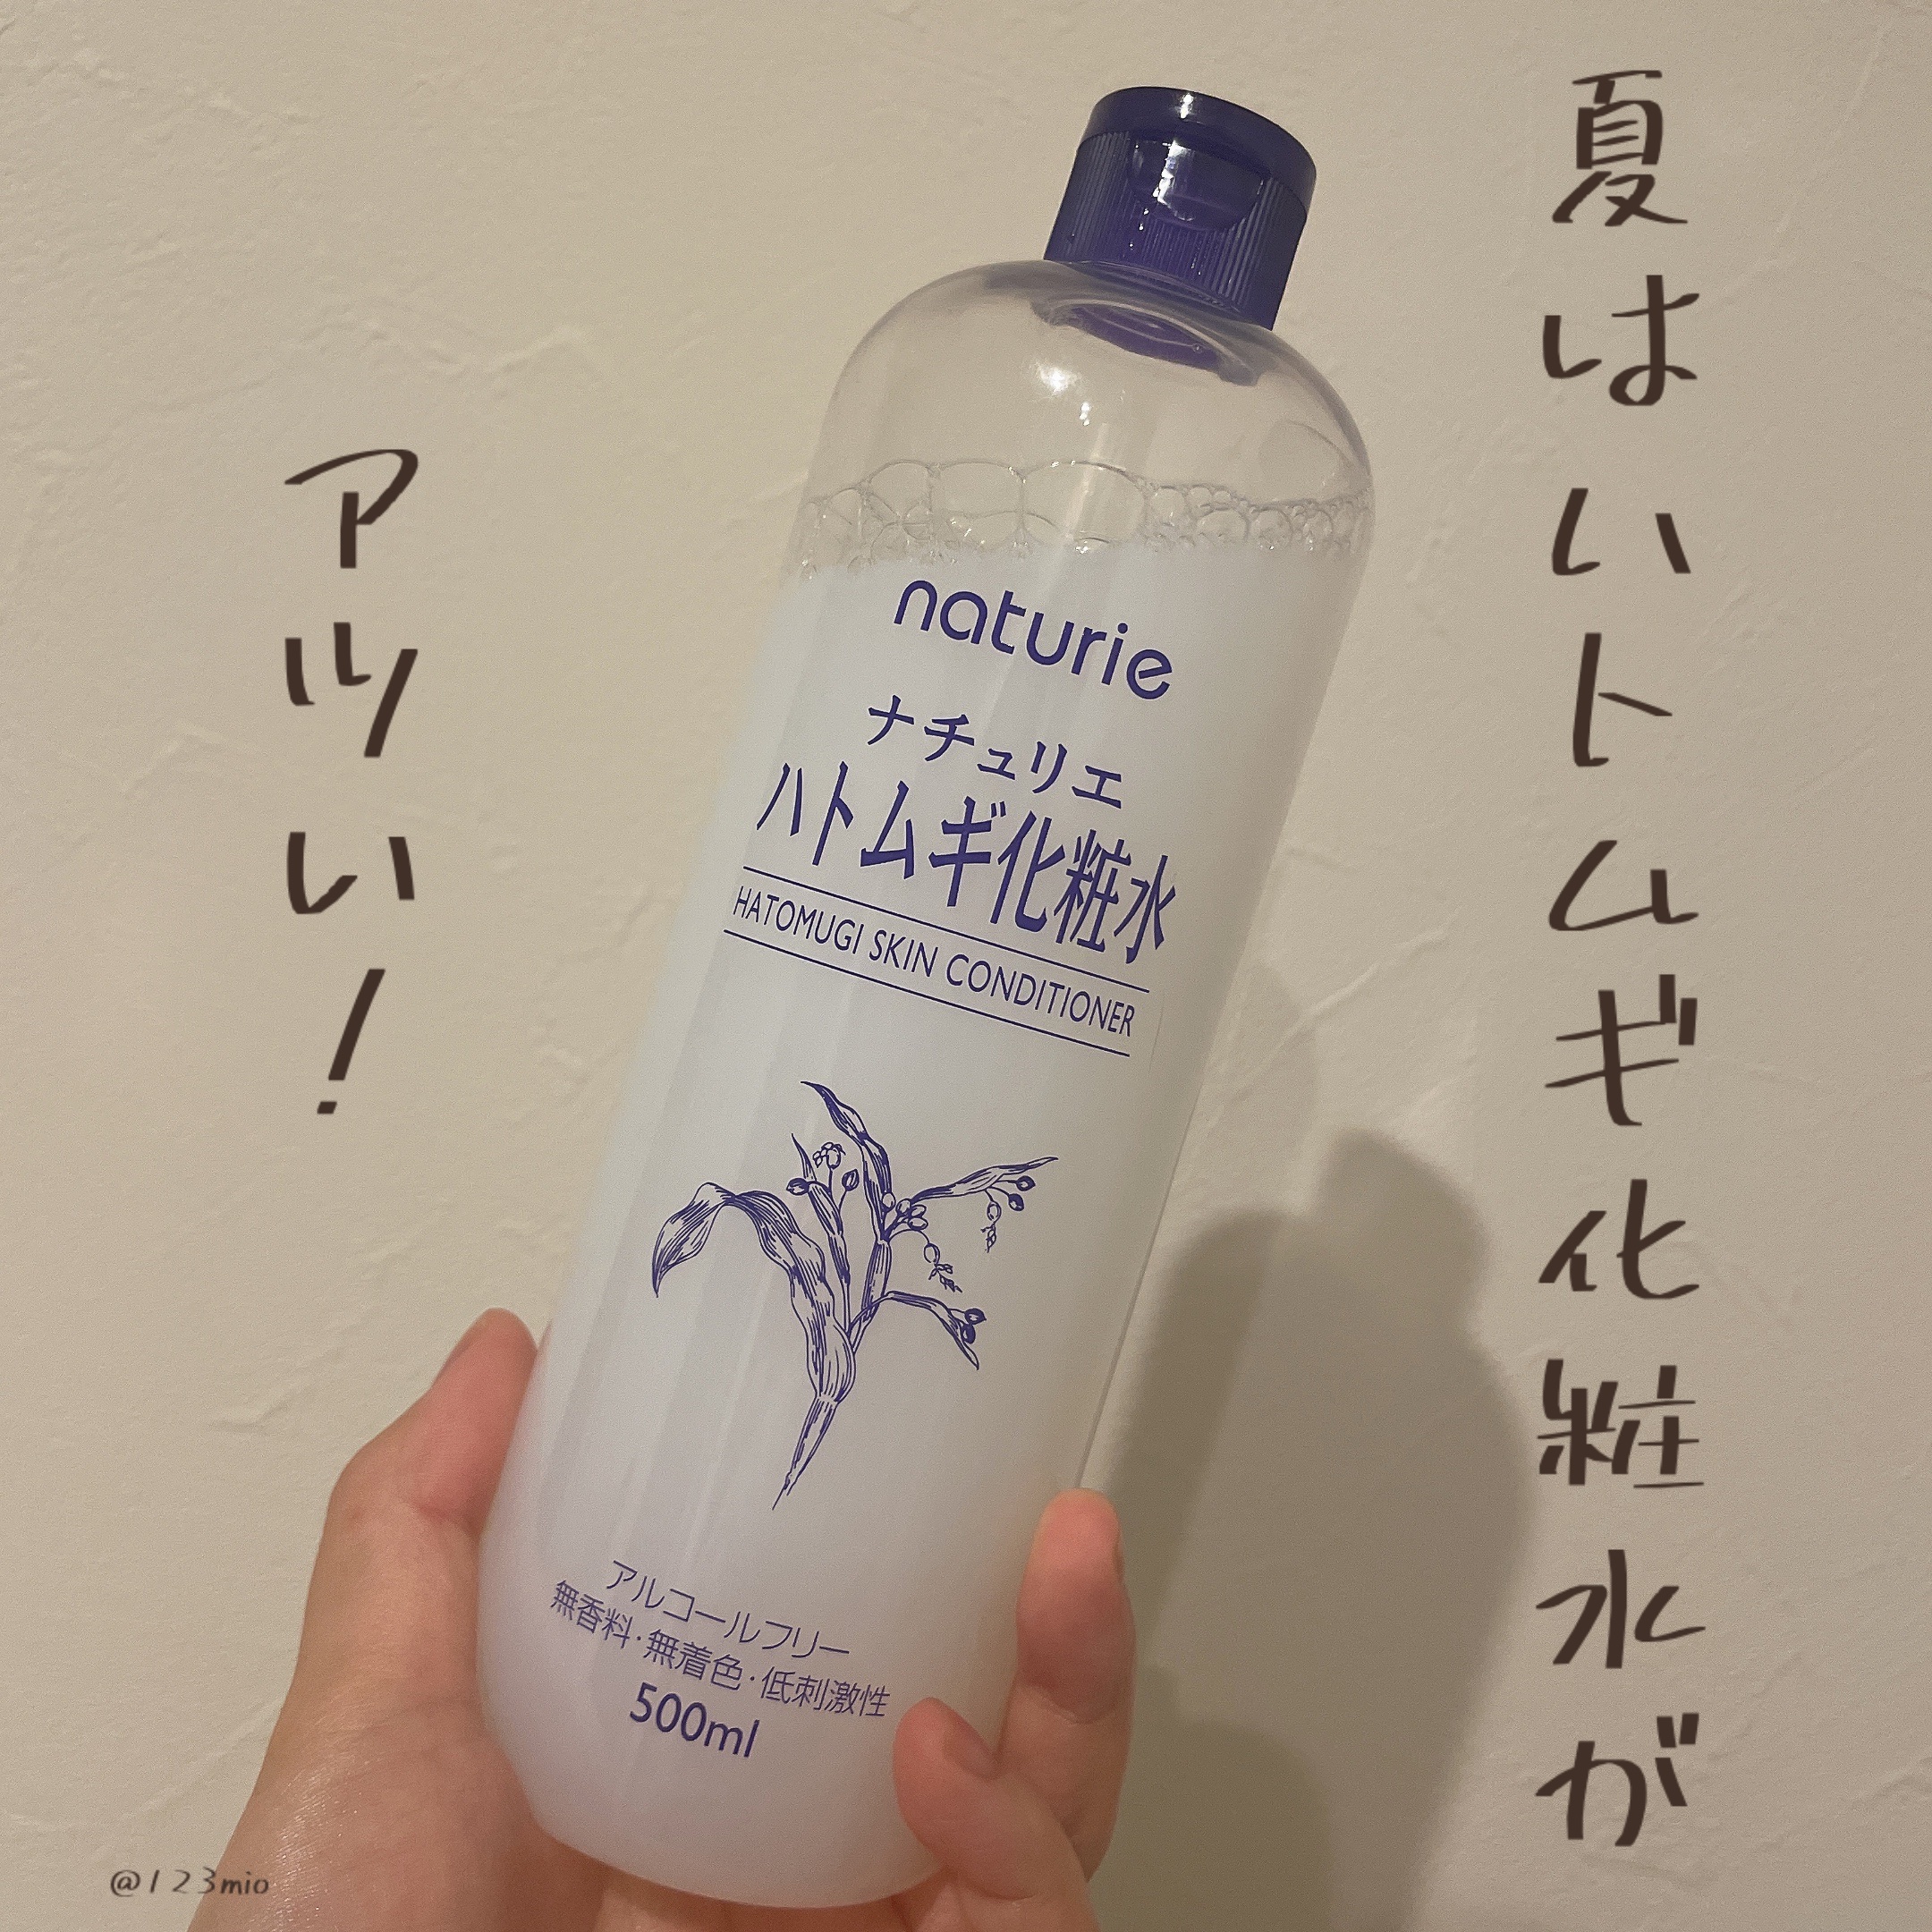 夏はハトムギ化粧水が
アツい！
naturie
ナチュリエ
ハトムギ化粧水
HATOMUGI SKIN CONDITIONER
アルコールフリー
無香料・無着色・低刺激性
500ml
@123mio